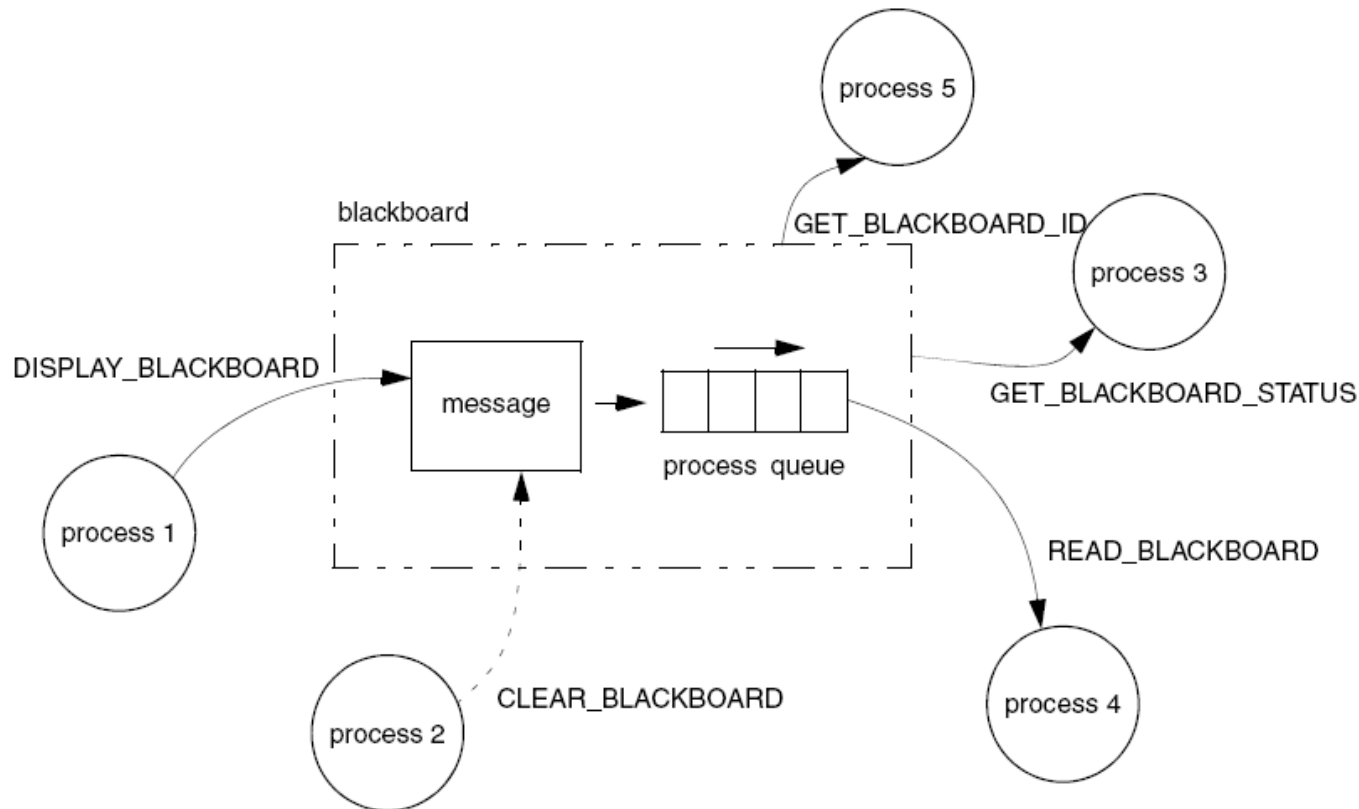 process 5
blackboard
GET_BLACKBOARD_ID
process 3
DISPLAY_BLACKBOARD
message
GET_BLACKBOARD_STATUS
process queue
process 1
READ_BLACKBOARD
CLEAR_BLACKBOARD
process 4
process 2